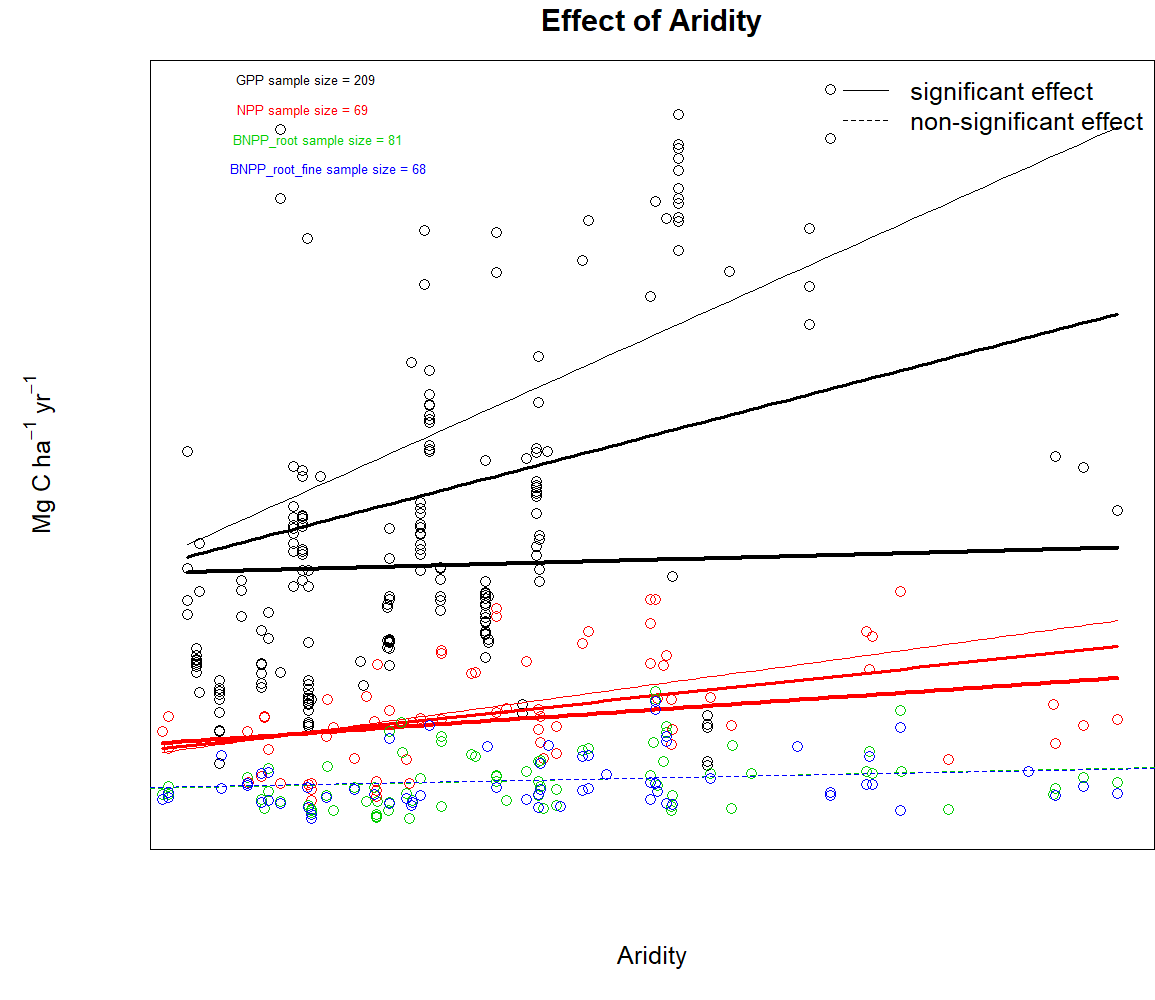 Effect of Aridity
GPP sample size = 209
NPP sample size = 69
BNPP_root sample size = 81
BNPP_root_fine sample size = 68
significant effect
non-significant effect
Mg C ha⁻¹ yr⁻¹
Aridity